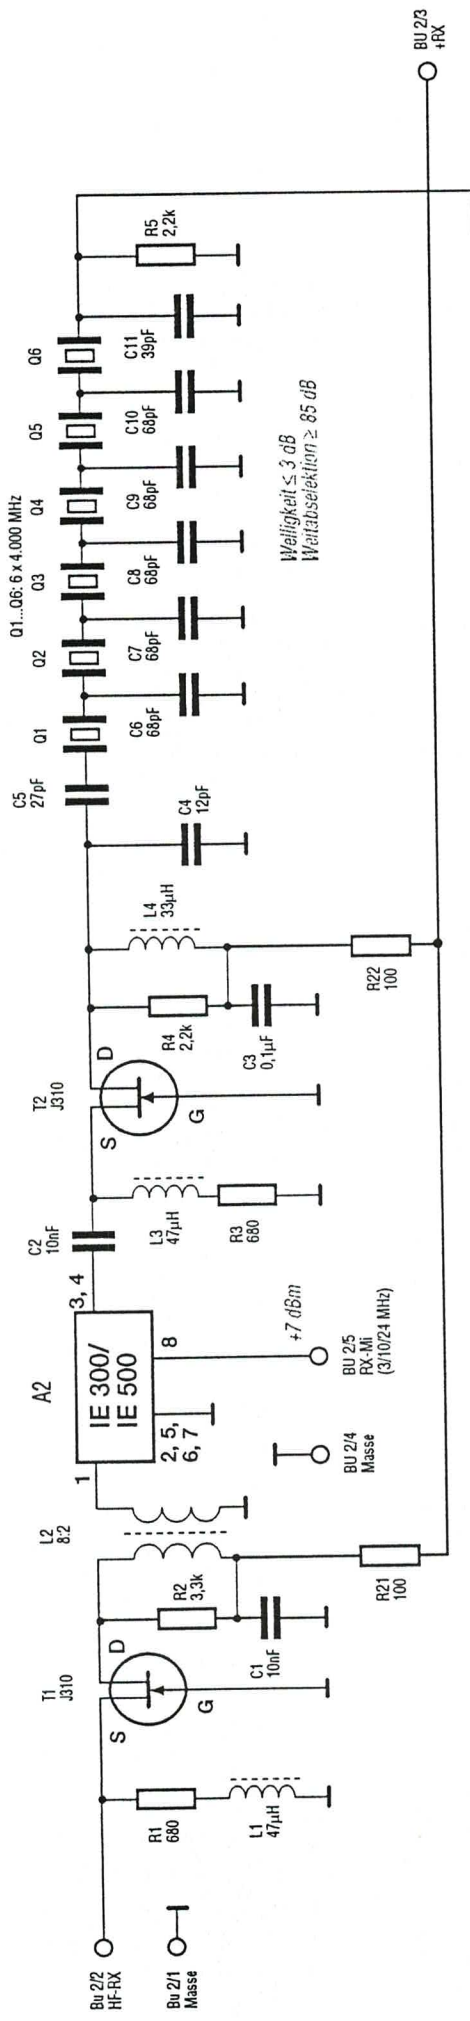 Bu 2/2
HF-RX
Bu 2/1
Masse
R1
680
L1
47µH
T1
J310
S
D
G
R2
3,3k
C1
10nF
L2
8:2
R21
100
1
A2
IE 300/
IE 500
3, 4
2, 5,
6, 7
8
BU 2/4
Masse
+7 dBm
BU 2/5
RX-Mi
(3/10/24 MHz)
C2
10nF
L3
47µH
R3
680
T2
J310
S
D
G
R4
2,2k
C3
0,1µF
L4
33µH
R22
100
C4
12pF
C5
27pF
Q1...Q6: 6 x 4.000 MHz
Q1
Q2
Q3
Q4
Q5
Q6
C6
68pF
C7
68pF
C8
68pF
C9
68pF
C10
68pF
C11
39pF
R5
2,2k
Welligkeit ≤ 3 dB
Weitabselektion ≥ 85 dB
BU 2/3
+RX